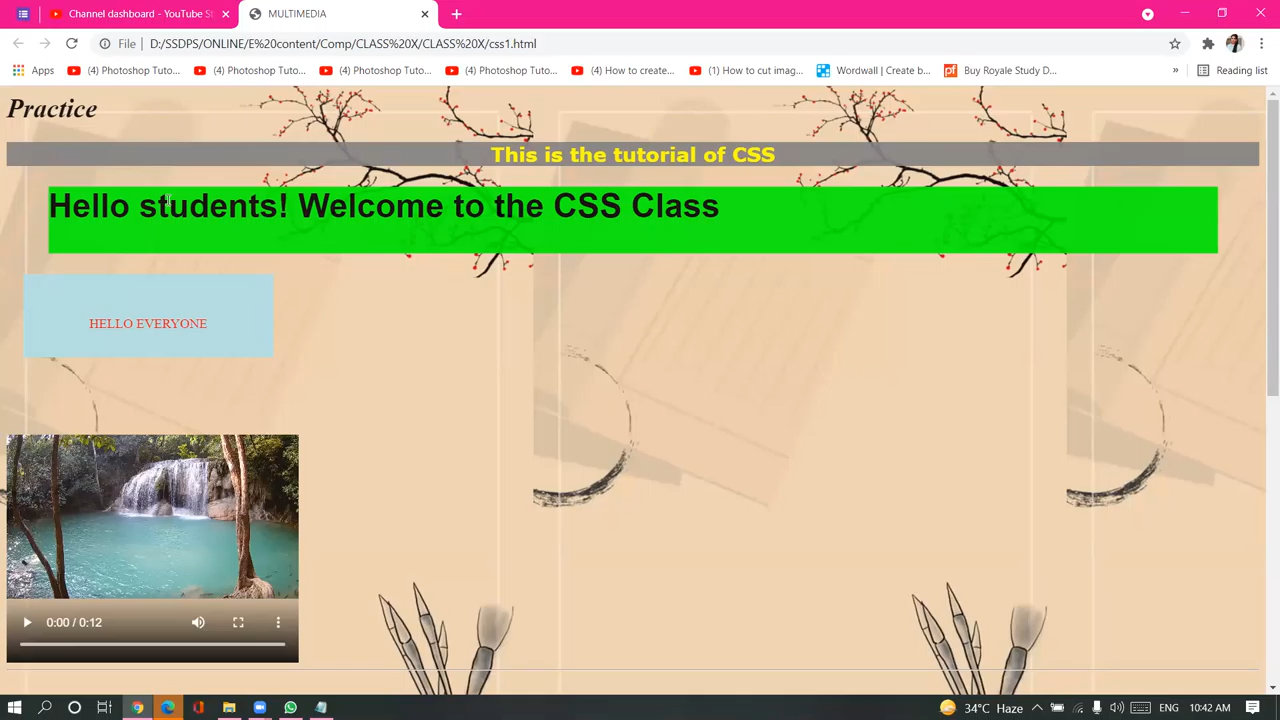 Channel dashboard - YouTube St
MULTIMEDIA
File
D:/SSDPS/ONLINE/E%20content/Comp/CLASS%20X/CLASS%20X/css1.html
Apps
(4) Photoshop Tuto...
(4) Photoshop Tuto...
(4) Photoshop Tuto...
(4) Photoshop Tuto...
(4) How to create...
(1) How to cut imag...
Wordwall | Create b...
Buy Royale Study D...
»
Reading list
Practice
This is the tutorial of CSS
Hello students! Welcome to the CSS Class
HELLO EVERYONE
0:00 / 0:12
34°C Haze
ENG
10:42 AM